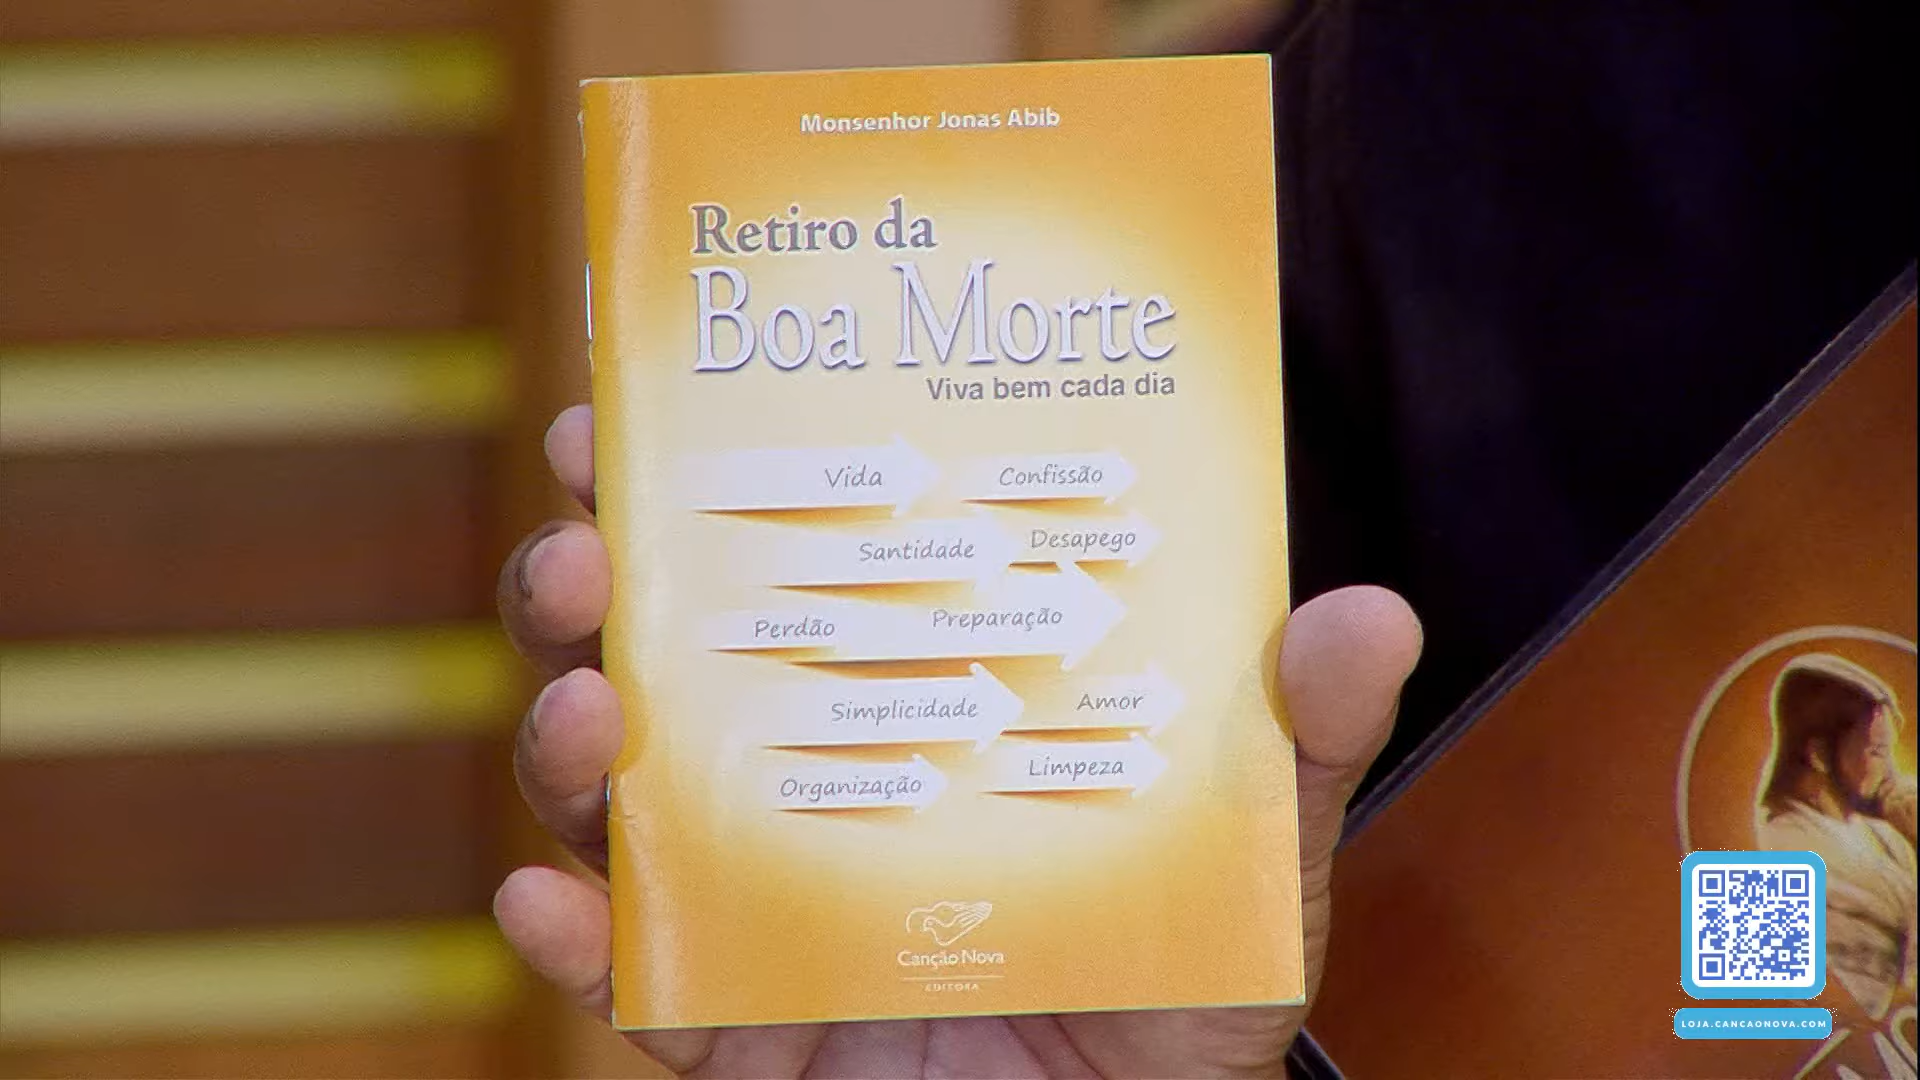 Monsenhor Jonas Abib
Retiro da
Boa Morte
Viva bem cada dia
Vida
Confissão
Santidade
Desapego
Perdão
Preparação
Simplicidade
Amor
Organização
Limpeza
Canção Nova
EDITORA
LOJA.CANCAONOVA.COM